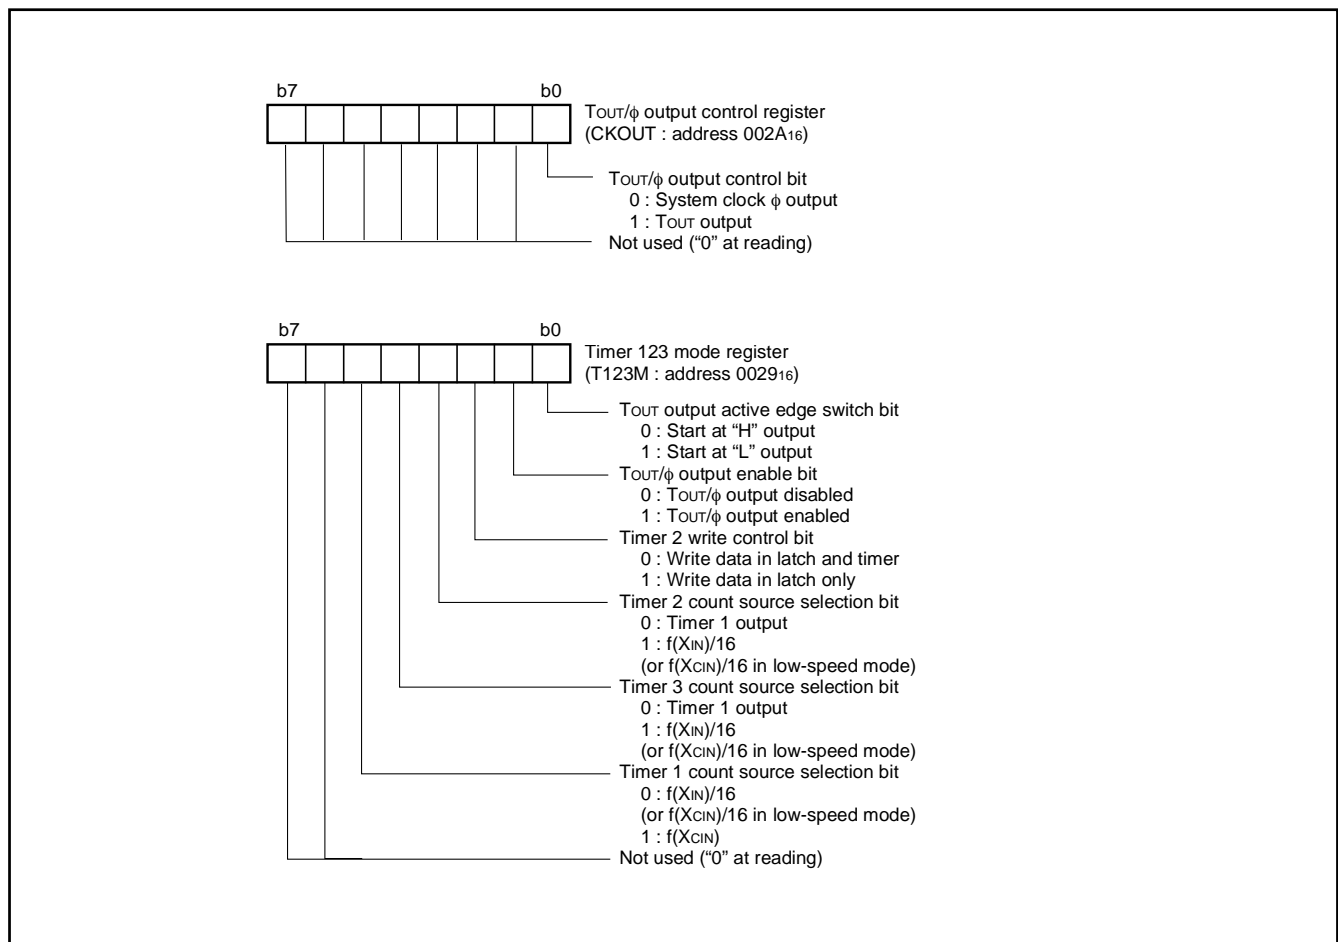 b7 b0
TOUT/ϕ output control register
(CKOUT : address 002A16)
TOUT/ϕ output control bit
0 : System clock ϕ output
1 : TOUT output
Not used (“0” at reading)
b7 b0
Timer 123 mode register
(T123M : address 002916)
TOUT output active edge switch bit
0 : Start at “H” output
1 : Start at “L” output
TOUT/ϕ output enable bit
0 : TOUT/ϕ output disabled
1 : TOUT/ϕ output enabled
Timer 2 write control bit
0 : Write data in latch and timer
1 : Write data in latch only
Timer 2 count source selection bit
0 : Timer 1 output
1 : f(XIN)/16
(or f(XCIN)/16 in low-speed mode)
Timer 3 count source selection bit
0 : Timer 1 output
1 : f(XIN)/16
(or f(XCIN)/16 in low-speed mode)
Timer 1 count source selection bit
0 : f(XIN)/16
(or f(XCIN)/16 in low-speed mode)
1 : f(XCIN)
Not used (“0” at reading)